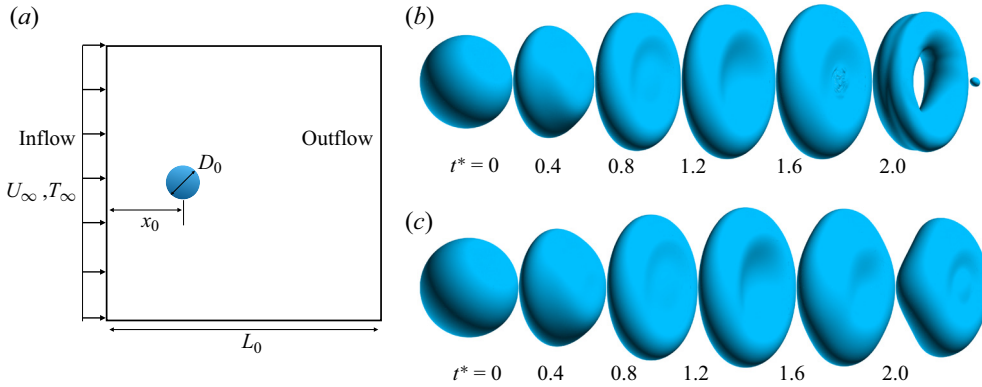 (a)
Inflow
Outflow
U∞ ,T∞
D0
x0
L0
(b)
t* = 0 0.4 0.8 1.2 1.6 2.0
(c)
t* = 0 0.4 0.8 1.2 1.6 2.0